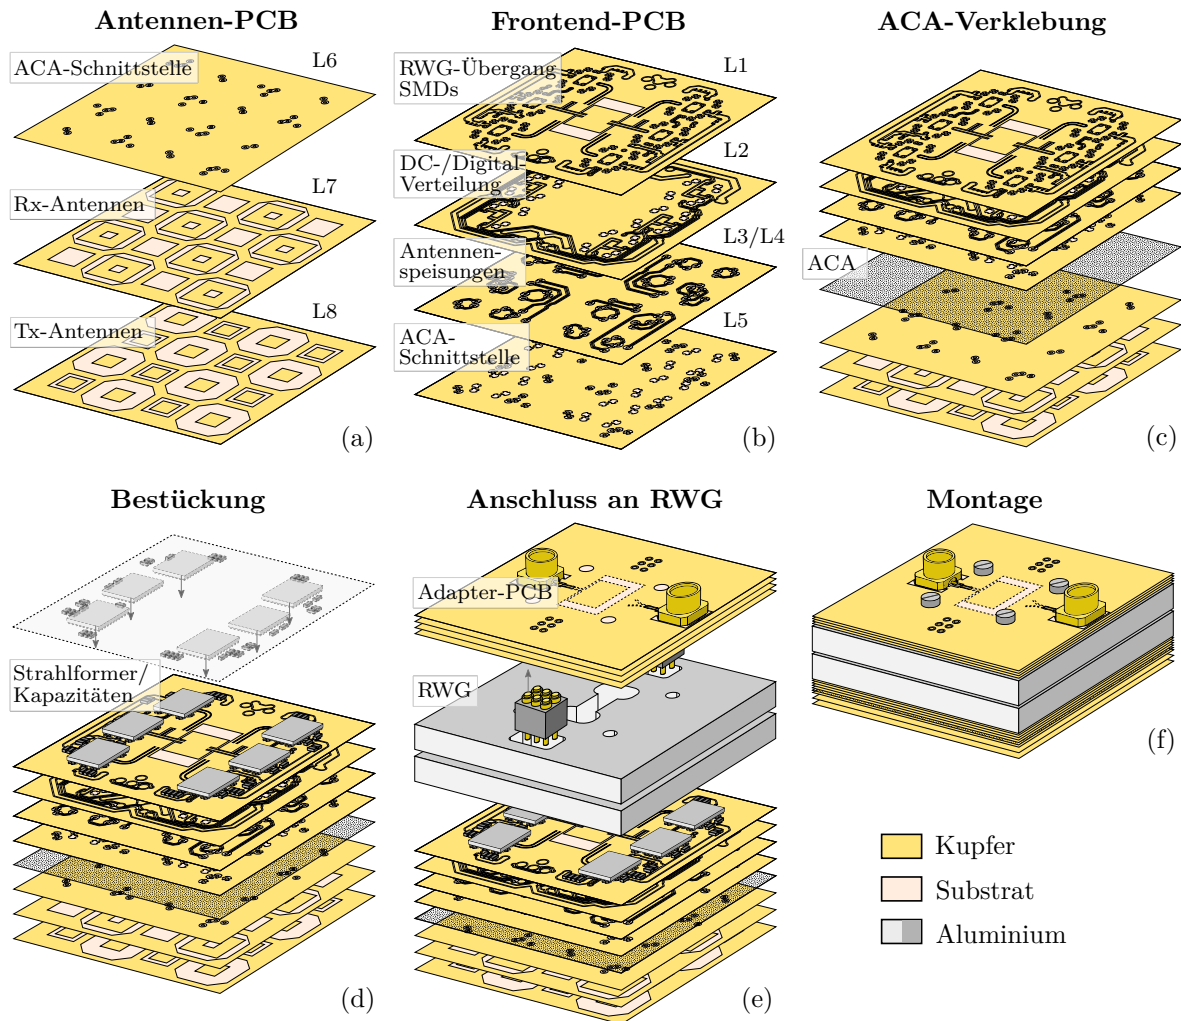 Antennen-PCB
ACA-Schnittstelle
L6
L7
Rx-Antennen
L8
Tx-Antennen
(a)
Frontend-PCB
RWG-Übergang
SMDs
L1
DC-/Digital-
Verteilung
L2
Antennen-
speisungen
L3/L4
ACA-
Schnittstelle
L5
(b)
ACA-Verklebung
ACA
(c)
Bestückung
Strahlformer/
Kapazitäten
(d)
Anschluss an RWG
Adapter-PCB
RWG
(e)
Montage
(f)
Kupfer
Substrat
Aluminium